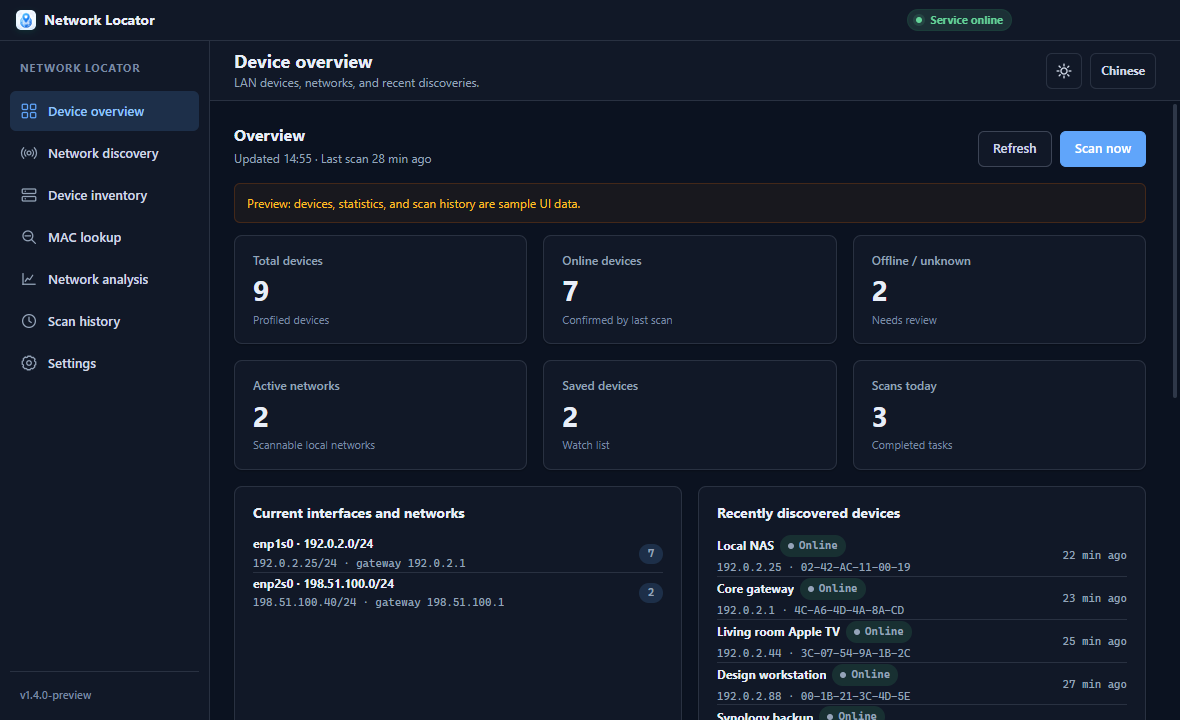 Network Locator
Service online
NETWORK LOCATOR
Device overview
Network discovery
Device inventory
MAC lookup
Network analysis
Scan history
Settings
v1.4.0-preview
Device overview
LAN devices, networks, and recent discoveries.
Chinese
Overview
Updated 14:55 · Last scan 28 min ago
Refresh
Scan now
Preview: devices, statistics, and scan history are sample UI data.
Total devices
9
Profiled devices
Online devices
7
Confirmed by last scan
Offline / unknown
2
Needs review
Active networks
2
Scannable local networks
Saved devices
2
Watch list
Scans today
3
Completed tasks
Current interfaces and networks
enp1s0 · 192.0.2.0/24
192.0.2.25/24 · gateway 192.0.2.1
7
enp2s0 · 198.51.100.0/24
198.51.100.40/24 · gateway 198.51.100.1
2
Recently discovered devices
Local NAS Online
192.0.2.25 · 02-42-AC-11-00-19
22 min ago
Core gateway Online
192.0.2.1 · 4C-A6-4D-4A-8A-CD
23 min ago
Living room Apple TV Online
192.0.2.44 · 3C-07-54-9A-1B-2C
25 min ago
Design workstation Online
192.0.2.88 · 00-1B-21-3C-4D-5E
27 min ago
Synology backup Online